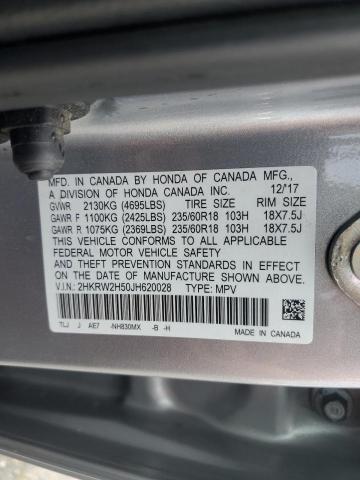 MFD. IN CANADA BY HONDA OF CANADA MFG.,
A DIVISION OF HONDA CANADA INC. 12/17
GVWR 2130KG (4695LBS) TIRE SIZE RIM SIZE
GAWR F 1100KG (2425LBS) 235/60R18 103H 18X7.5J
GAWR R 1075KG (2369LBS) 235/60R18 103H 18X7.5J
THIS VEHICLE CONFORMS TO ALL APPLICABLE
FEDERAL MOTOR VEHICLE SAFETY
AND THEFT PREVENTION STANDARDS IN EFFECT
ON THE DATE OF MANUFACTURE SHOWN ABOVE.
V.I.N.: 2HKRW2H50JH620028 TYPE: MPV
TLJ J AE7 -NH830MX -B -H MADE IN CANADA